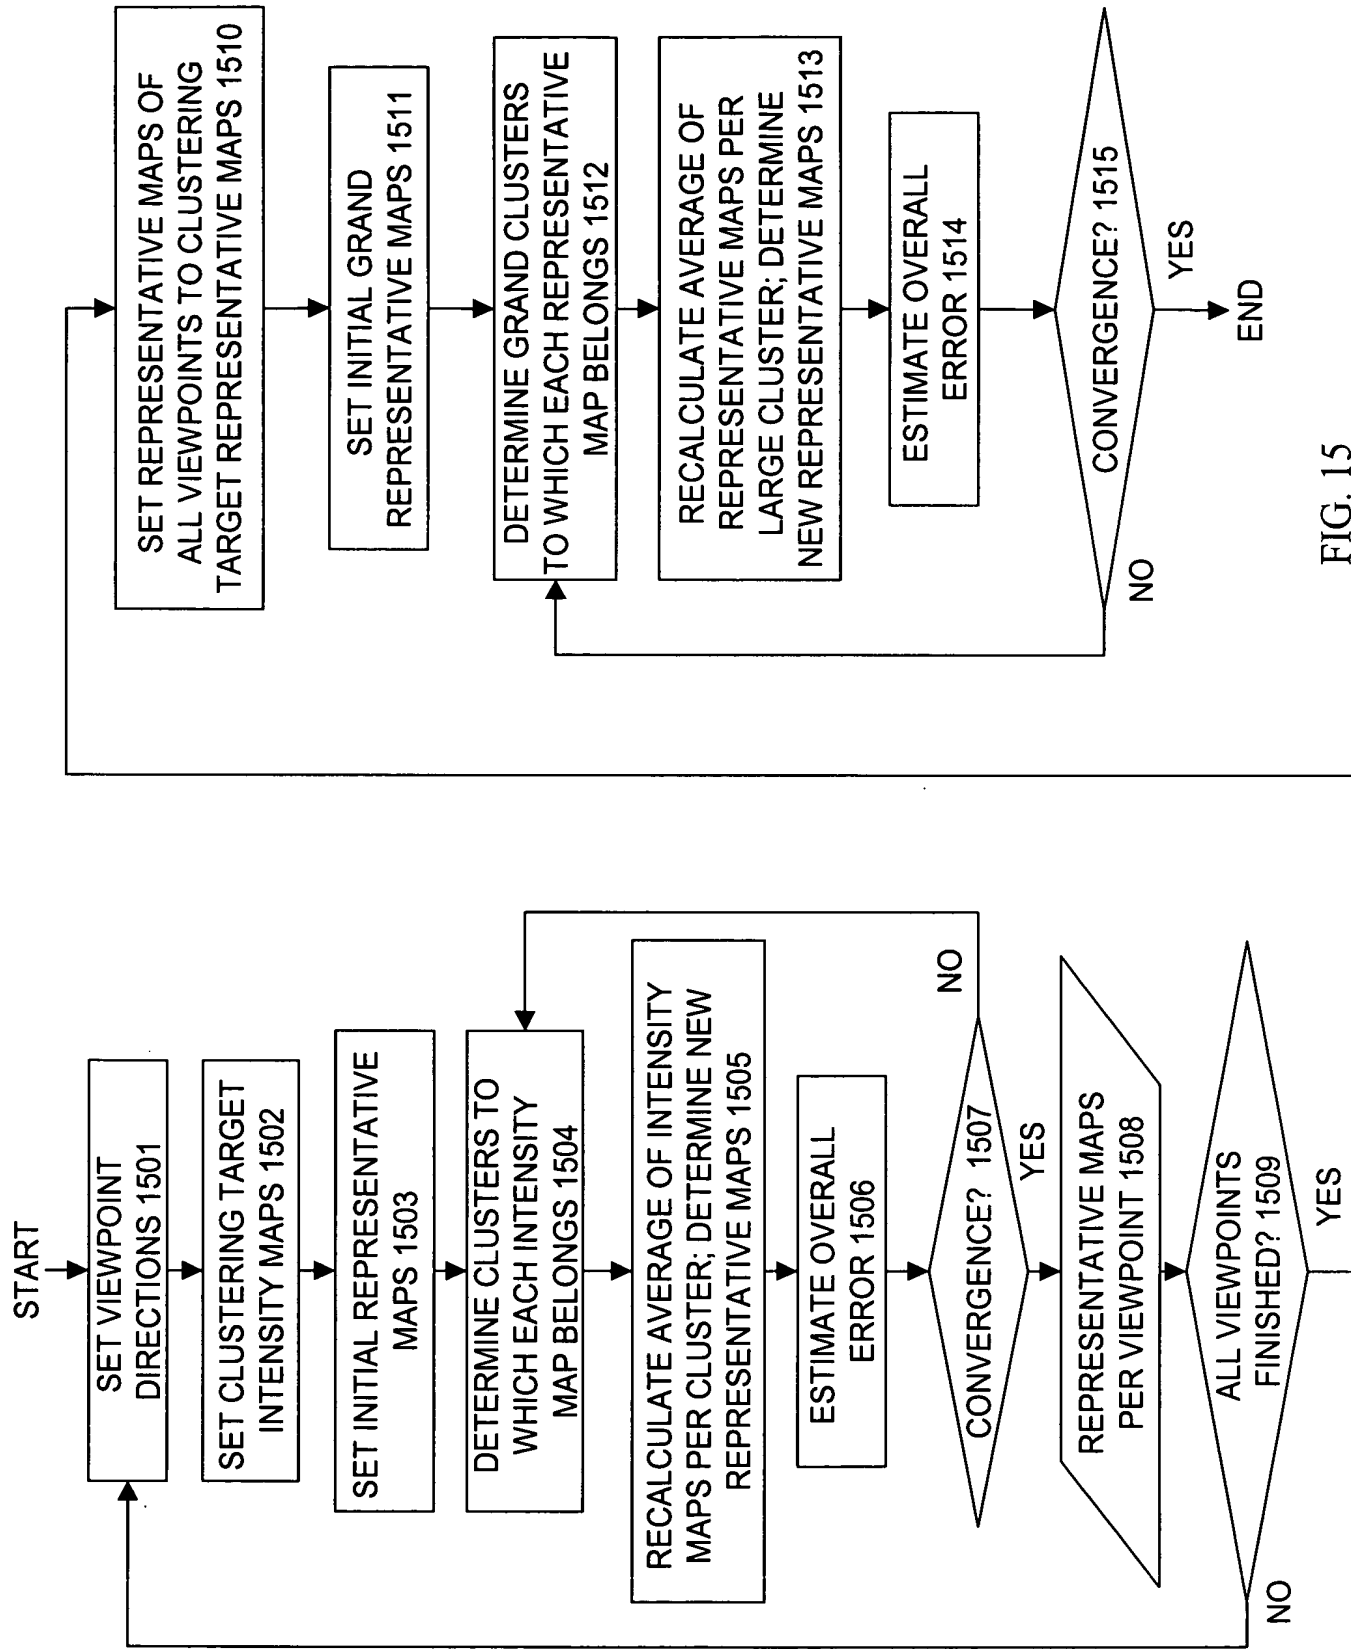 START
SET VIEWPOINT
DIRECTIONS 1501
SET CLUSTERING TARGET
INTENSITY MAPS 1502
SET INITIAL REPRESENTATIVE
MAPS 1503
DETERMINE CLUSTERS TO
WHICH EACH INTENSITY
MAP BELONGS 1504
RECALCULATE AVERAGE OF INTENSITY
MAPS PER CLUSTER; DETERMINE NEW
REPRESENTATIVE MAPS 1505
ESTIMATE OVERALL
ERROR 1506
CONVERGENCE? 1507
NO
YES
REPRESENTATIVE MAPS
PER VIEWPOINT 1508
ALL VIEWPOINTS
FINISHED? 1509
NO
YES
SET REPRESENTATIVE MAPS OF
ALL VIEWPOINTS TO CLUSTERING
TARGET REPRESENTATIVE MAPS 1510
SET INITIAL GRAND
REPRESENTATIVE MAPS 1511
DETERMINE GRAND CLUSTERS
TO WHICH EACH REPRESENTATIVE
MAP BELONGS 1512
RECALCULATE AVERAGE OF
REPRESENTATIVE MAPS PER
LARGE CLUSTER; DETERMINE
NEW REPRESENTATIVE MAPS 1513
ESTIMATE OVERALL
ERROR 1514
CONVERGENCE? 1515
NO
YES
END
FIG. 15